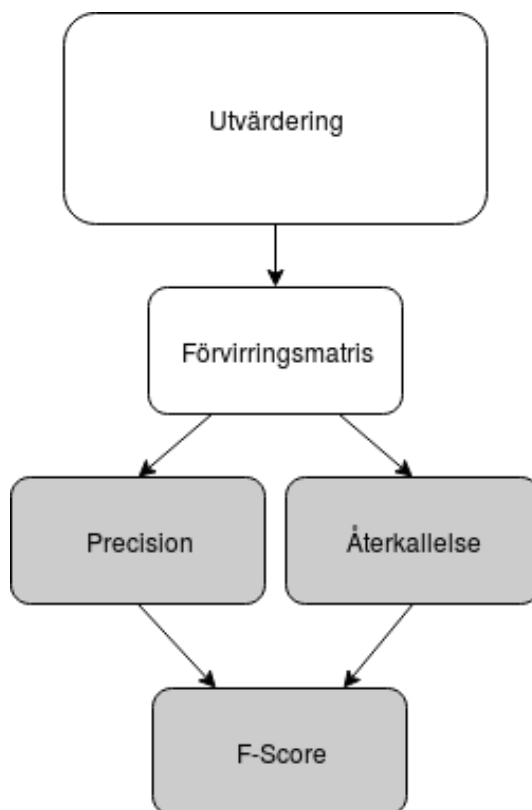 Utvärdering
Förvirringsmatris
Precision
Återkallelse
F-Score